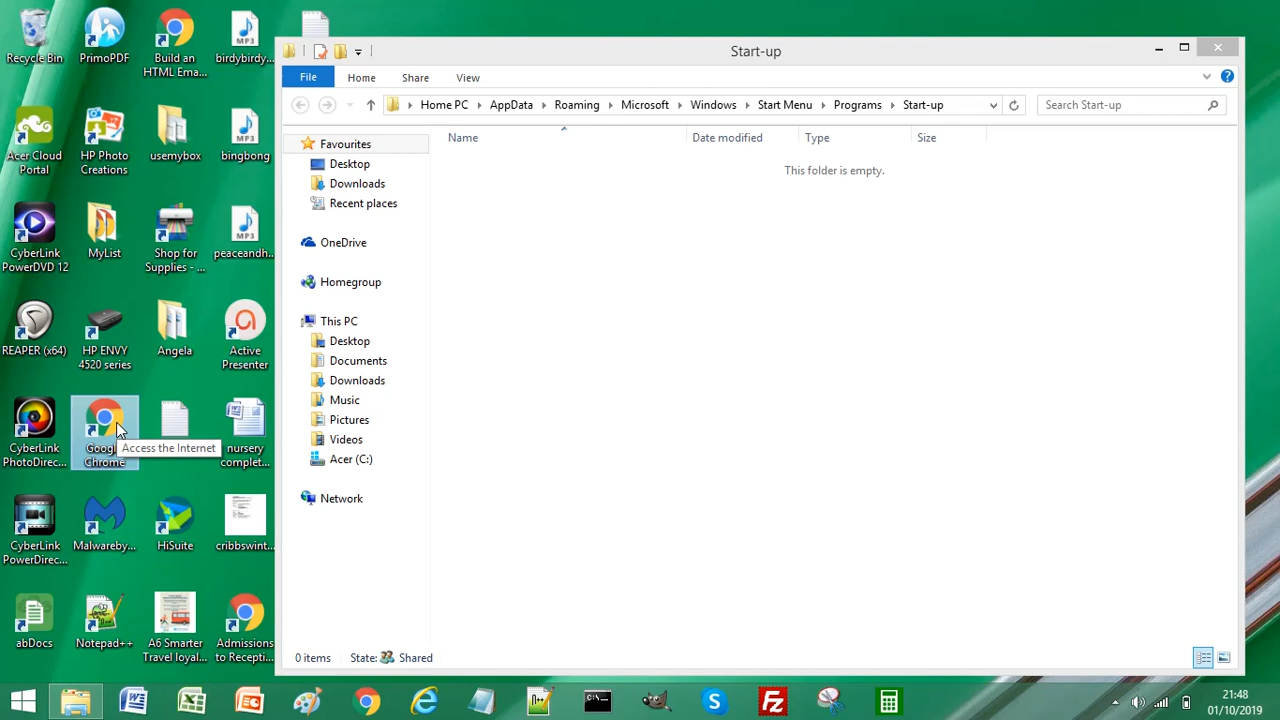 Recycle Bin
PrimoPDF
Build an
HTML Ema...
birdybirdy...
Acer Cloud
Portal
HP Photo
Creations
usemybox
bingbong
CyberLink
PowerDVD 12
MyList
Shop for
Supplies - ...
peaceandh...
REAPER (x64)
HP ENVY
4520 series
Angela
Active
Presenter
CyberLink
PhotoDirec...
Chrome
Access the Internet
nursery
complet...
CyberLink
PowerDirec...
Malwareby...
HiSuite
cribbswint...
abDocs
Notepad++
A6 Smarter
Travel loyal...
Admissions
to Recepti...
Start-up
File Home Share View
Home PC AppData Roaming Microsoft Windows Start Menu Programs Start-up
Search Start-up
Name Date modified Type Size
This folder is empty.
Favourites
Desktop
Downloads
Recent places
OneDrive
Homegroup
This PC
Desktop
Documents
Downloads
Music
Pictures
Videos
Acer (C:)
Network
0 items State: Shared
21:48
01/10/2019